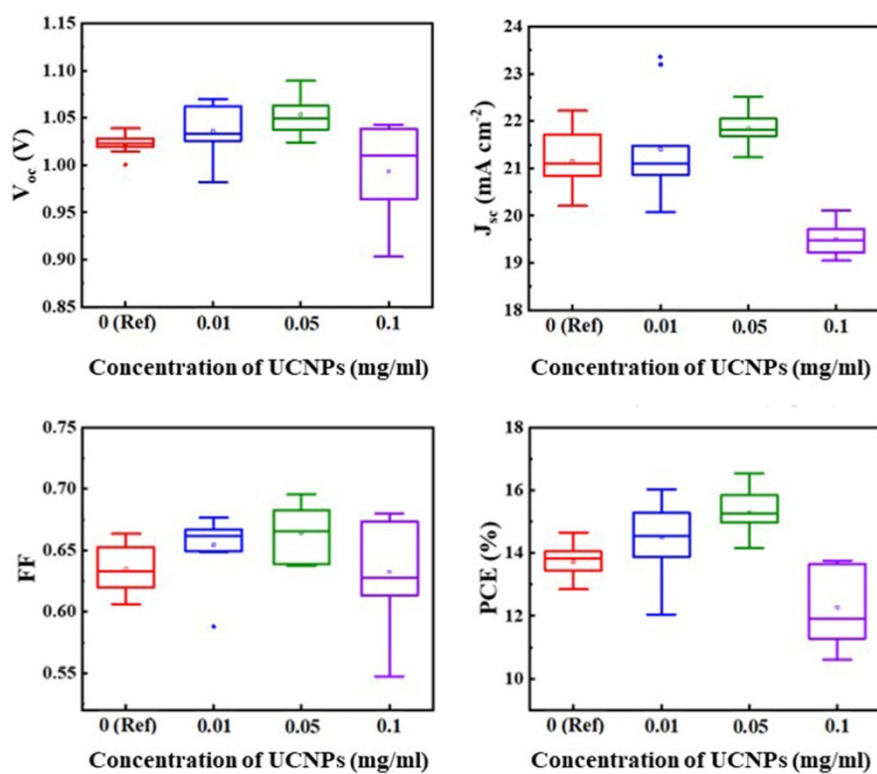 1.15
1.10
1.05
1.00
0.95
0.90
0.85
V_oc (V)
0 (Ref) 0.01 0.05 0.1
Concentration of UCNPs (mg/ml)
24
23
22
21
20
19
18
J_sc (mA cm⁻²)
0 (Ref) 0.01 0.05 0.1
Concentration of UCNPs (mg/ml)
0.75
0.70
0.65
0.60
0.55
FF
0 (Ref) 0.01 0.05 0.1
Concentration of UCNPs (mg/ml)
18
16
14
12
10
PCE (%)
0 (Ref) 0.01 0.05 0.1
Concentration of UCNPs (mg/ml)